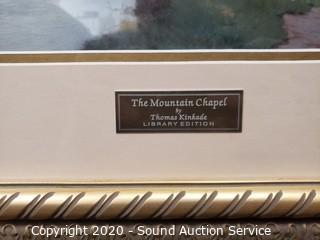 The Mountain Chapel
by
Thomas Kinkade
LIBRARY EDITION
Copyright 2020 - Sound Auction Service